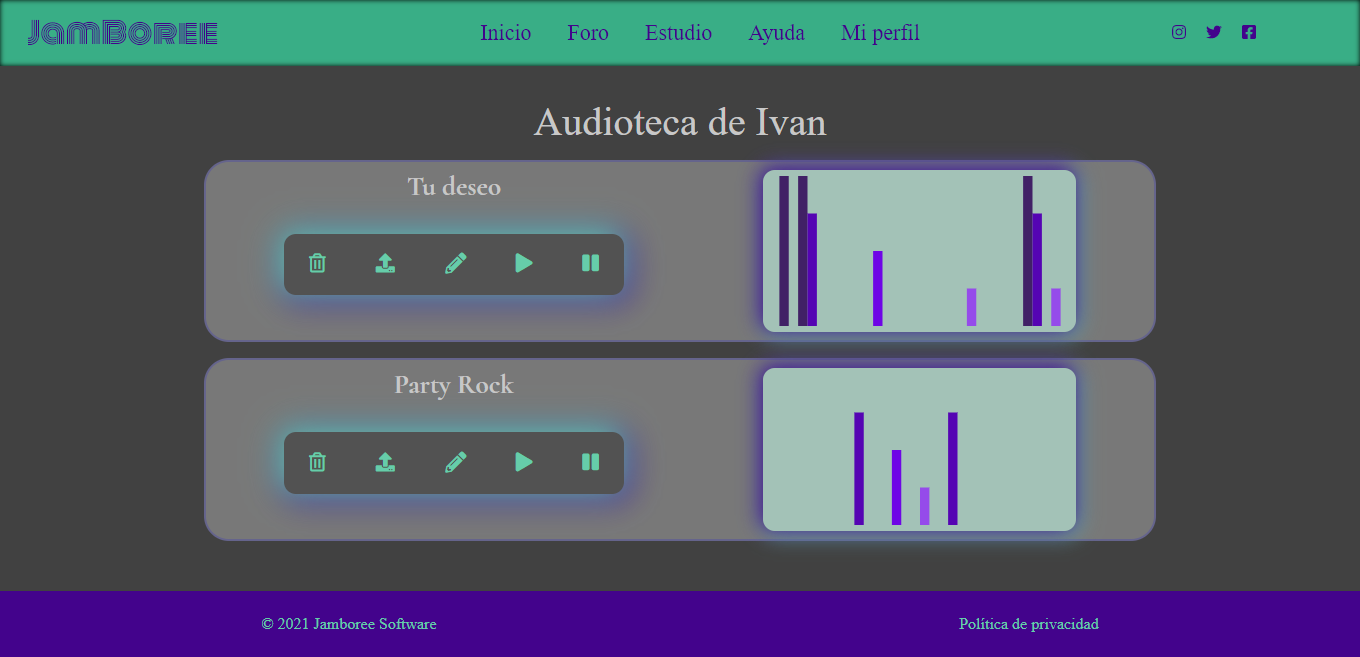 JamBoree
Inicio Foro Estudio Ayuda Mi perfil
Audioteca de Ivan
Tu deseo
Party Rock
© 2021 Jamboree Software
Política de privacidad